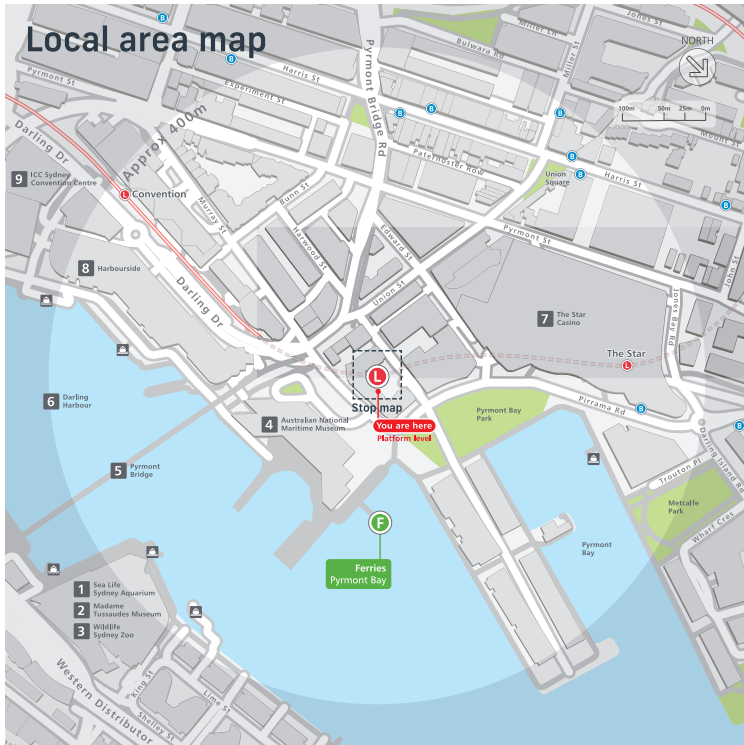 Local area map
NORTH
100m 50m 25m 0m
Miller Ln
Jones St
Miller St
Bulwara Rd
Pyrmont St
Harris St
Experiment St
Pyrmont Bridge Rd
Mount St
Paternoster Row
Union
Square
Harris St
Darling Dr
Approx 400m
9
ICC Sydney
Convention Centre
L
Convention
Bunn St
Murray St
Harwood St
Edward St
Pyrmont St
John St
8
Harbourside
Darling Dr
Union St
7
The Star
Casino
Jones Bay Rd
The Star
L
L
Stop map
You are here
Platform level
6
Darling
Harbour
4
Australian National
Maritime Museum
Pyrmont Bay
Park
Pirrama Rd
Darling Island Rd
5
Pyrmont
Bridge
Trouton Pl
Metcalfe
Park
Wharf Cres
F
Ferries
Pyrmont Bay
Pyrmont
Bay
1
Sea Life
Sydney Aquarium
2
Madame
Tussaudes Museum
3
Wildlife
Sydney Zoo
King St
Lime St
Shelley St
Western Distributor
B
B
B
B
B
B
B
B
B
B